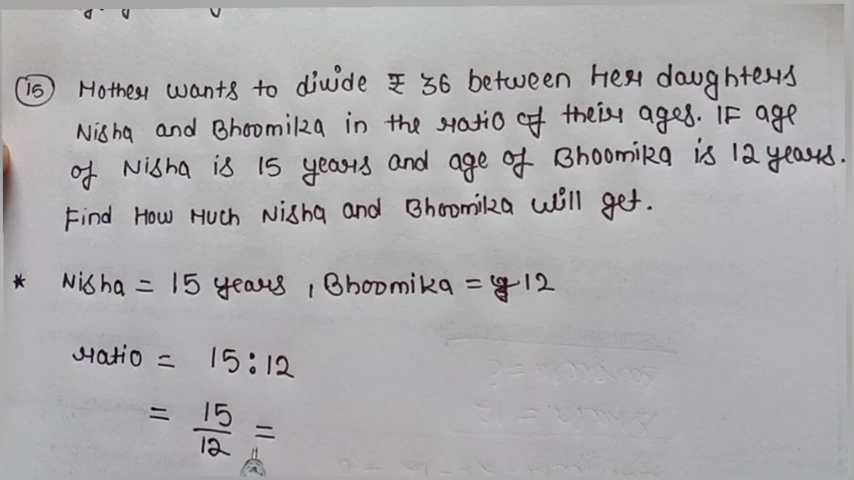 15 Mother wants to divide ₹ 36 between Her daughters
Nisha and Bhoomika in the ratio of their ages. IF age
of Nisha is 15 years and age of Bhoomika is 12 years.
Find How Much Nisha and Bhoomika will get.
* Nisha = 15 years, Bhoomika = 12
ratio = 15:12
= 15/12 =